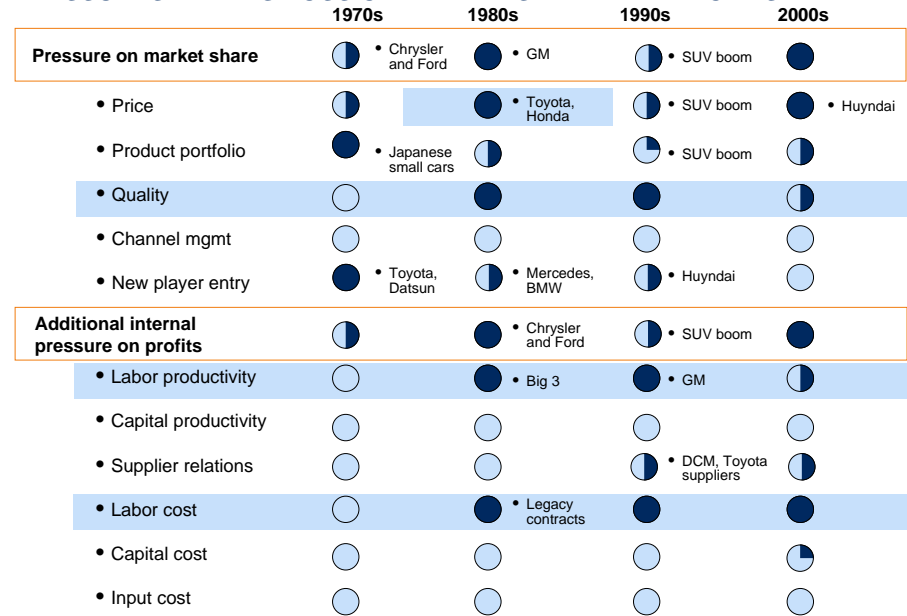 1970s 1980s 1990s 2000s
Pressure on market share • Chrysler and Ford • GM • SUV boom
• Price • Toyota, Honda • SUV boom • Huyndai
• Product portfolio • Japanese small cars • SUV boom
• Quality
• Channel mgmt
• New player entry • Toyota, Datsun • Mercedes, BMW • Huyndai
Additional internal pressure on profits • Chrysler and Ford • SUV boom
• Labor productivity • Big 3 • GM
• Capital productivity
• Supplier relations • DCM, Toyota suppliers
• Labor cost • Legacy contracts
• Capital cost
• Input cost